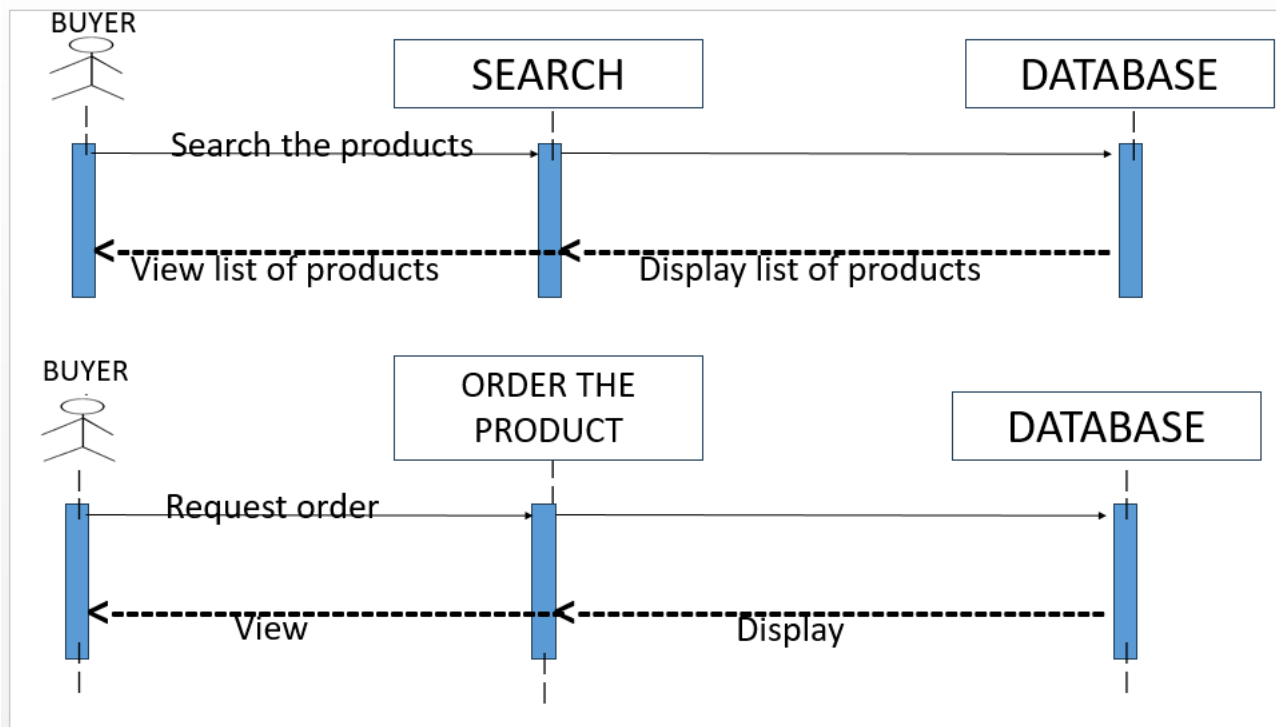 BUYER
SEARCH
DATABASE
Search the products
View list of products
Display list of products
BUYER
ORDER THE
PRODUCT
DATABASE
Request order
View
Display